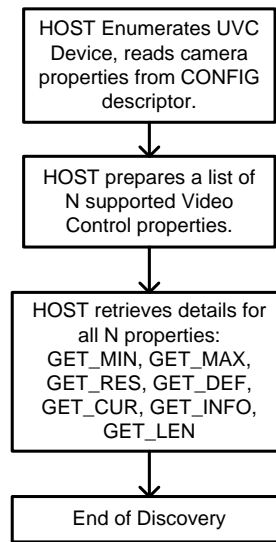 HOST Enumerates UVC
Device, reads camera
properties from CONFIG
descriptor.
HOST prepares a list of
N supported Video
Control properties.
HOST retrieves details for
all N properties:
GET_MIN, GET_MAX,
GET_RES, GET_DEF,
GET_CUR, GET_INFO,
GET_LEN
End of Discovery